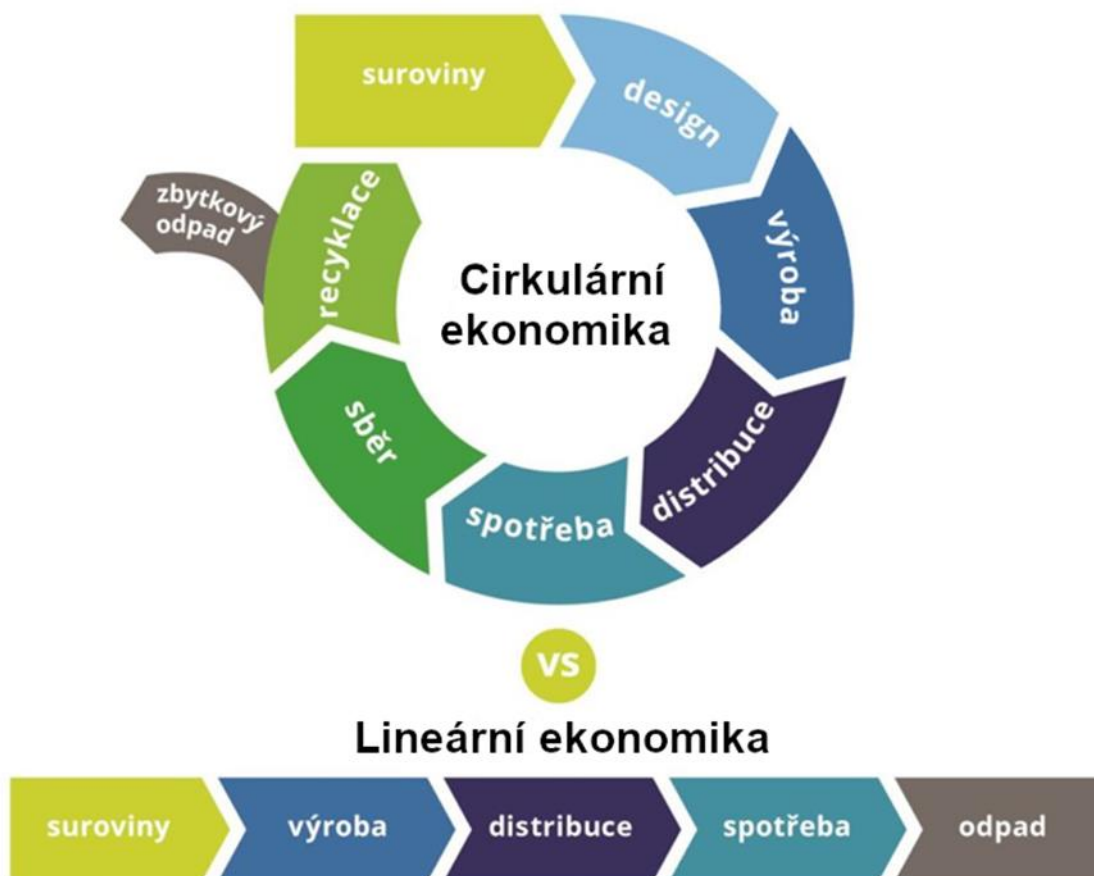 suroviny
design
výroba
distribuce
spotřeba
sběr
recyklace
zbytkový
odpad
Cirkulární
ekonomika
vs
Lineární ekonomika
suroviny
výroba
distribuce
spotřeba
odpad